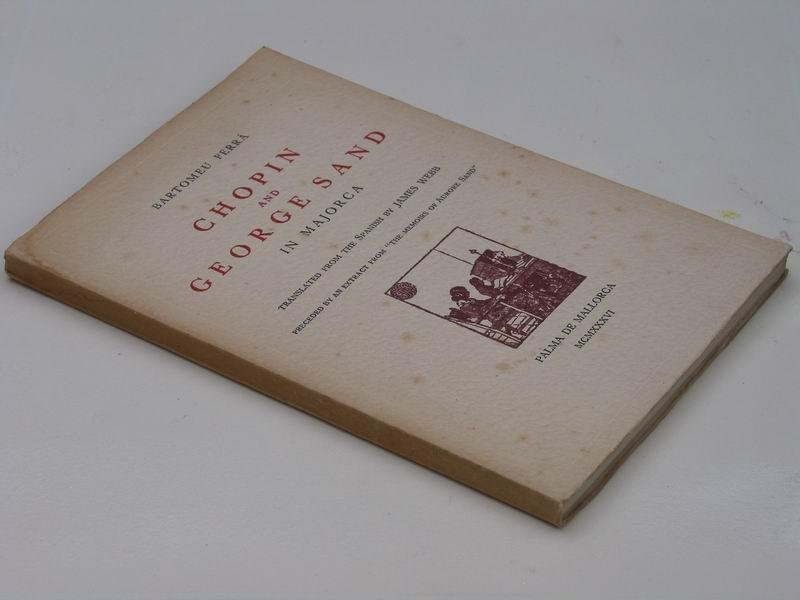 BARTOMEU FERRÁ
CHOPIN
AND
GEORGE SAND
IN MAJORCA
TRANSLATED FROM THE SPANISH BY JAMES WEBB
PRECEDED BY AN EXTRACT FROM "THE MEMOIRS OF AURORE SAND"
PALMA DE MALLORCA
MCMXXXVI